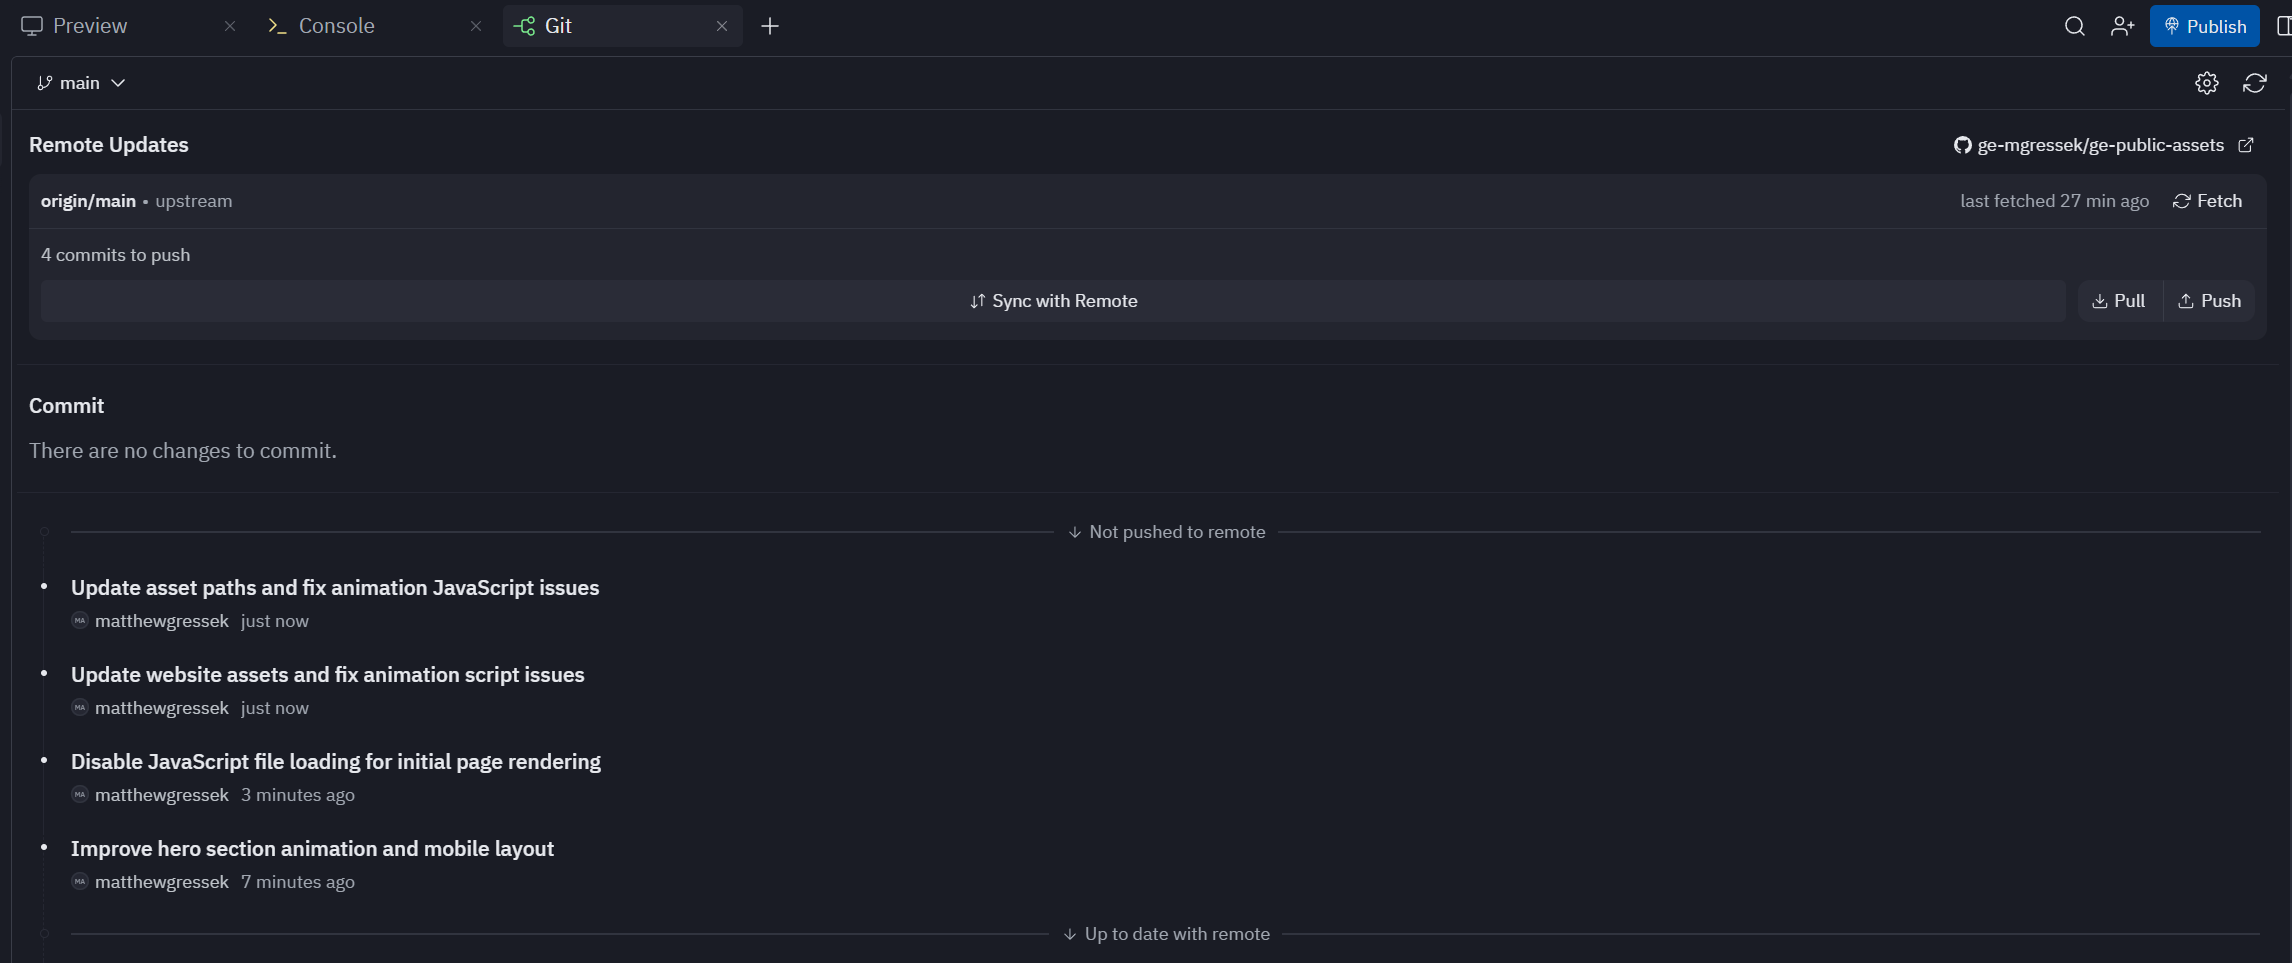 Preview
Console
Git
Publish
main
Remote Updates
ge-mgressek/ge-public-assets
origin/main • upstream
last fetched 27 min ago
Fetch
4 commits to push
Sync with Remote
Pull
Push
Commit
There are no changes to commit.
Not pushed to remote
Update asset paths and fix animation JavaScript issues
MA matthewgressek just now
Update website assets and fix animation script issues
MA matthewgressek just now
Disable JavaScript file loading for initial page rendering
MA matthewgressek 3 minutes ago
Improve hero section animation and mobile layout
MA matthewgressek 7 minutes ago
Up to date with remote